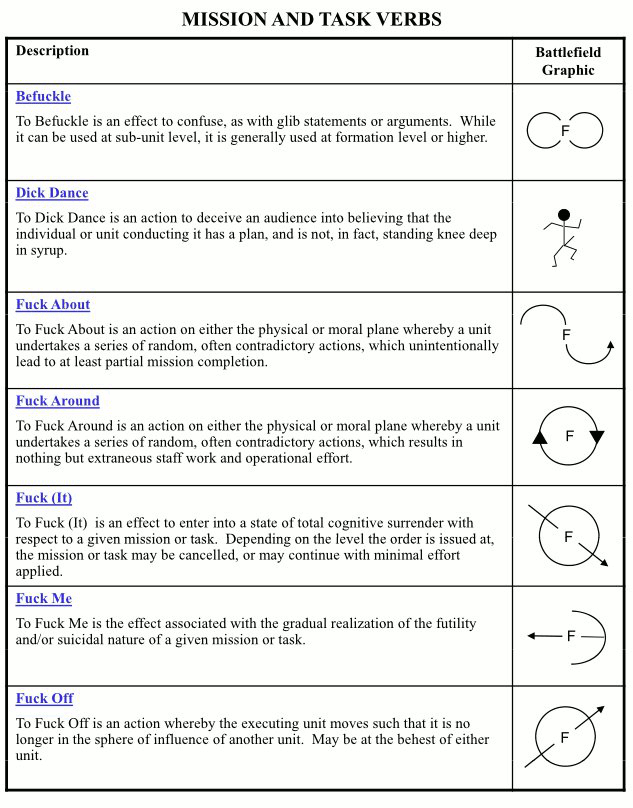 MISSION AND TASK VERBS
Description
Battlefield
Graphic
Befuckle
To Befuckle is an effect to confuse, as with glib statements or arguments.  While
it can be used at sub-unit level, it is generally used at formation level or higher.
F
Dick Dance
To Dick Dance is an action to deceive an audience into believing that the
individual or unit conducting it has a plan, and is not, in fact, standing knee deep
in syrup.
Fuck About
To Fuck About is an action on either the physical or moral plane whereby a unit
undertakes a series of random, often contradictory actions, which unintentionally
lead to at least partial mission completion.
F
Fuck Around
To Fuck Around is an action on either the physical or moral plane whereby a unit
undertakes a series of random, often contradictory actions, which results in
nothing but extraneous staff work and operational effort.
F
Fuck (It)
To Fuck (It)  is an effect to enter into a state of total cognitive surrender with
respect to a given mission or task.  Depending on the level the order is issued at,
the mission or task may be cancelled, or may continue with minimal effort
applied.
F
Fuck Me
To Fuck Me is the effect associated with the gradual realization of the futility
and/or suicidal nature of a given mission or task.
F
Fuck Off
To Fuck Off is an action whereby the executing unit moves such that it is no
longer in the sphere of influence of another unit.  May be at the behest of either
unit.
F